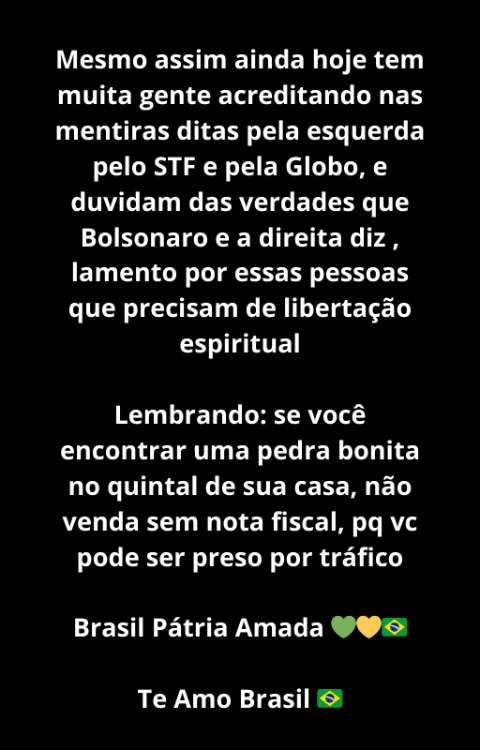 Mesmo assim ainda hoje tem
muita gente acreditando nas
mentiras ditas pela esquerda
pelo STF e pela Globo, e
duvidam das verdades que
Bolsonaro e a direita diz ,
lamento por essas pessoas
que precisam de libertação
espiritual
Lembrando: se você
encontrar uma pedra bonita
no quintal de sua casa, não
venda sem nota fiscal, pq vc
pode ser preso por tráfico
Brasil Pátria Amada 💚💛🇧🇷
Te Amo Brasil 🇧🇷